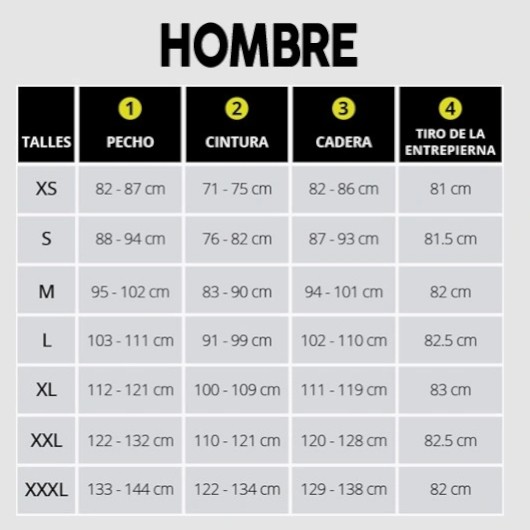 HOMBRE
1 2 3 4
TALLES PECHO CINTURA CADERA TIRO DE LA
ENTREPIERNA
XS 82 - 87 cm 71 - 75 cm 82 - 86 cm 81 cm
S 88 - 94 cm 76 - 82 cm 87 - 93 cm 81.5 cm
M 95 - 102 cm 83 - 90 cm 94 - 101 cm 82 cm
L 103 - 111 cm 91 - 99 cm 102 - 110 cm 82.5 cm
XL 112 - 121 cm 100 - 109 cm 111 - 119 cm 83 cm
XXL 122 - 132 cm 110 - 121 cm 120 - 128 cm 82.5 cm
XXXL 133 - 144 cm 122 - 134 cm 129 - 138 cm 82 cm